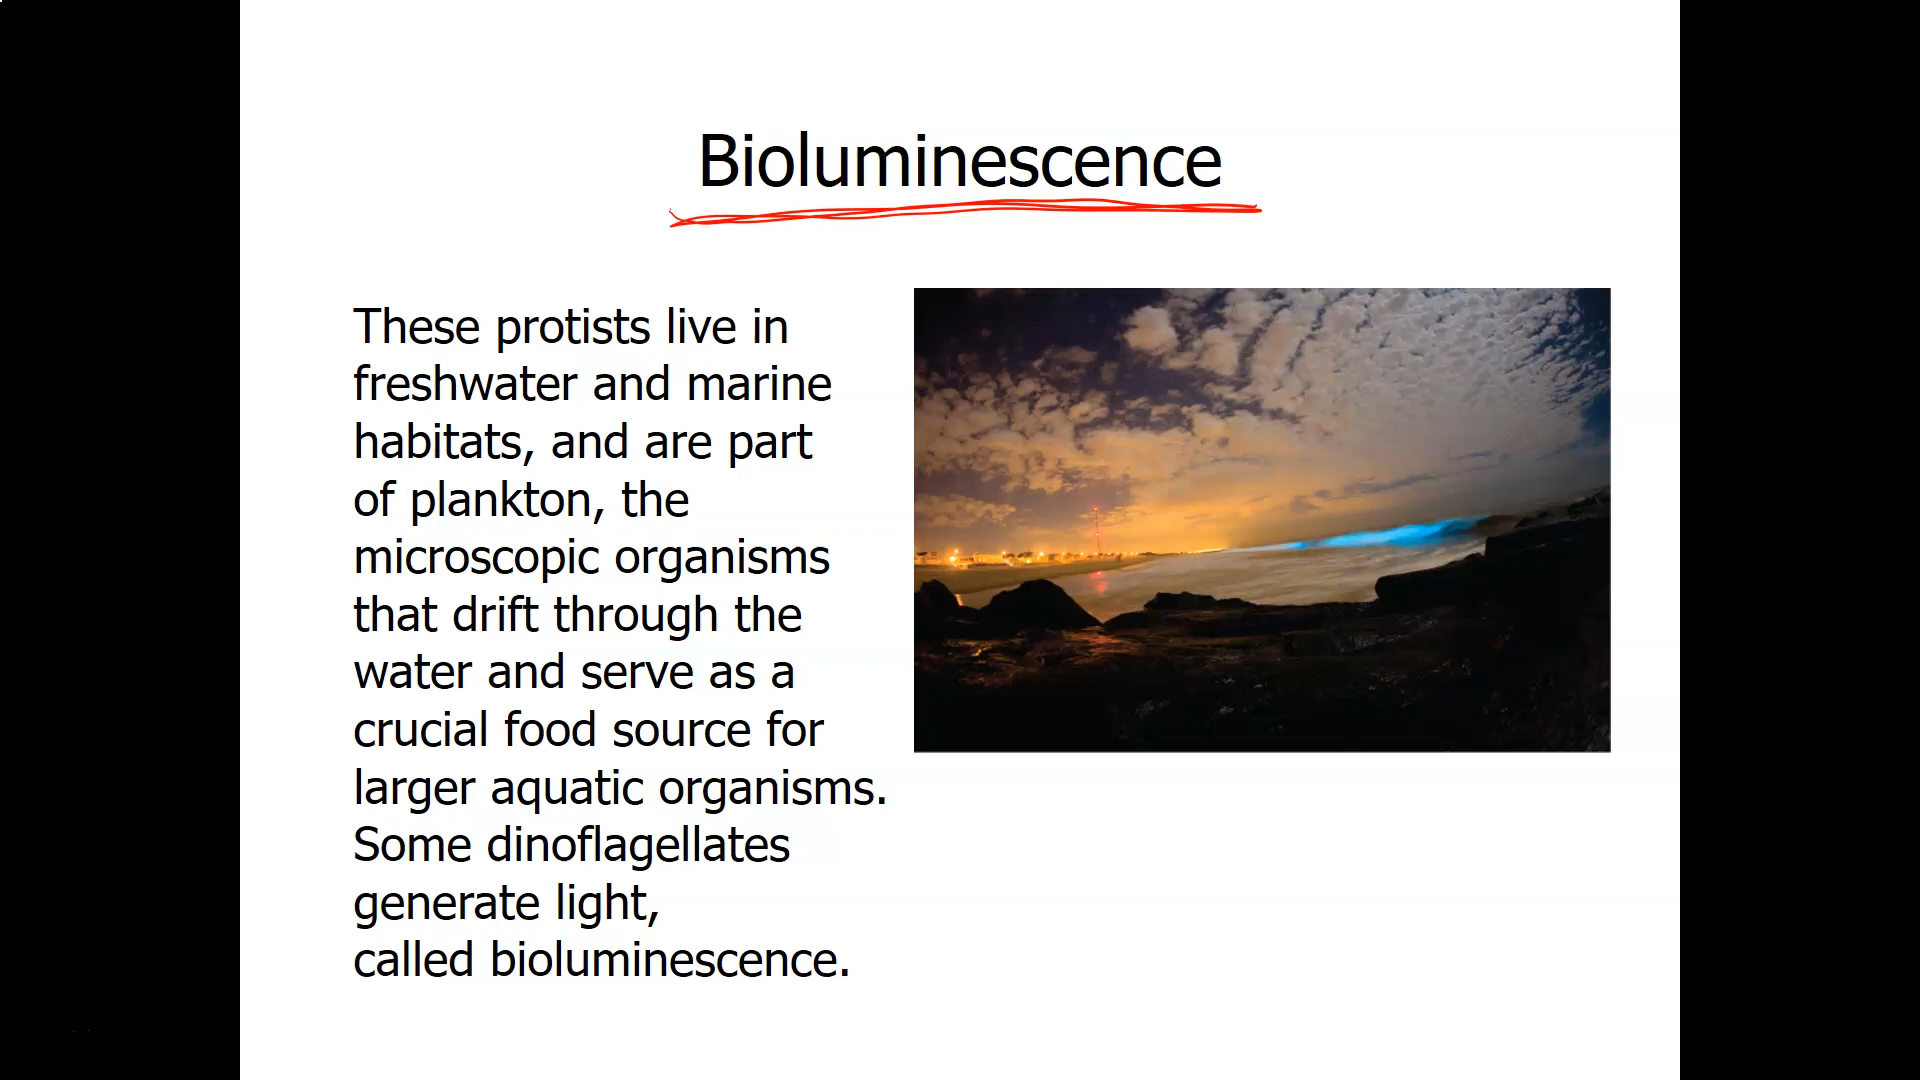 Bioluminescence
These protists live in
freshwater and marine
habitats, and are part
of plankton, the
microscopic organisms
that drift through the
water and serve as a
crucial food source for
larger aquatic organisms.
Some dinoflagellates
generate light,
called bioluminescence.